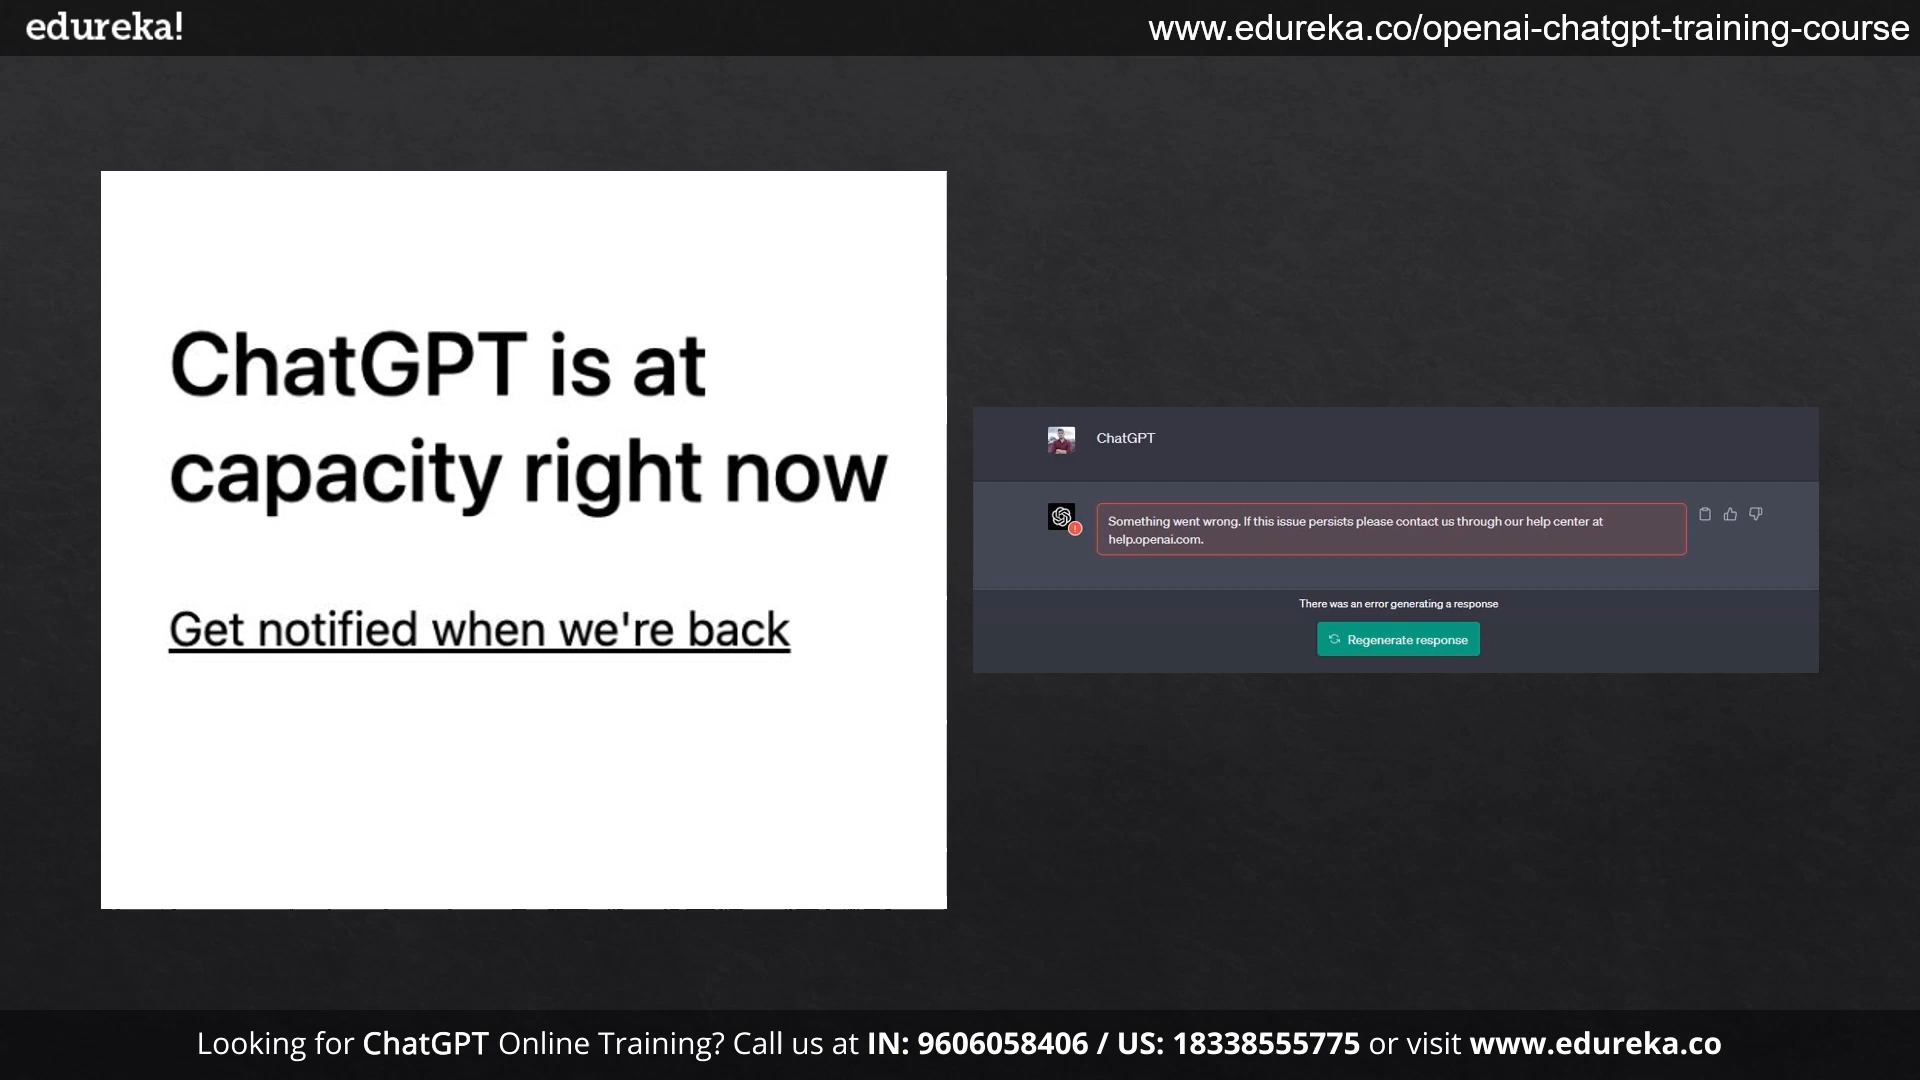 edureka!
www.edureka.co/openai-chatgpt-training-course
ChatGPT is at
capacity right now
Get notified when we're back
ChatGPT
Something went wrong. If this issue persists please contact us through our help center at
help.openai.com.
There was an error generating a response
Regenerate response
Looking for ChatGPT Online Training? Call us at IN: 9606058406 / US: 18338555775 or visit www.edureka.co